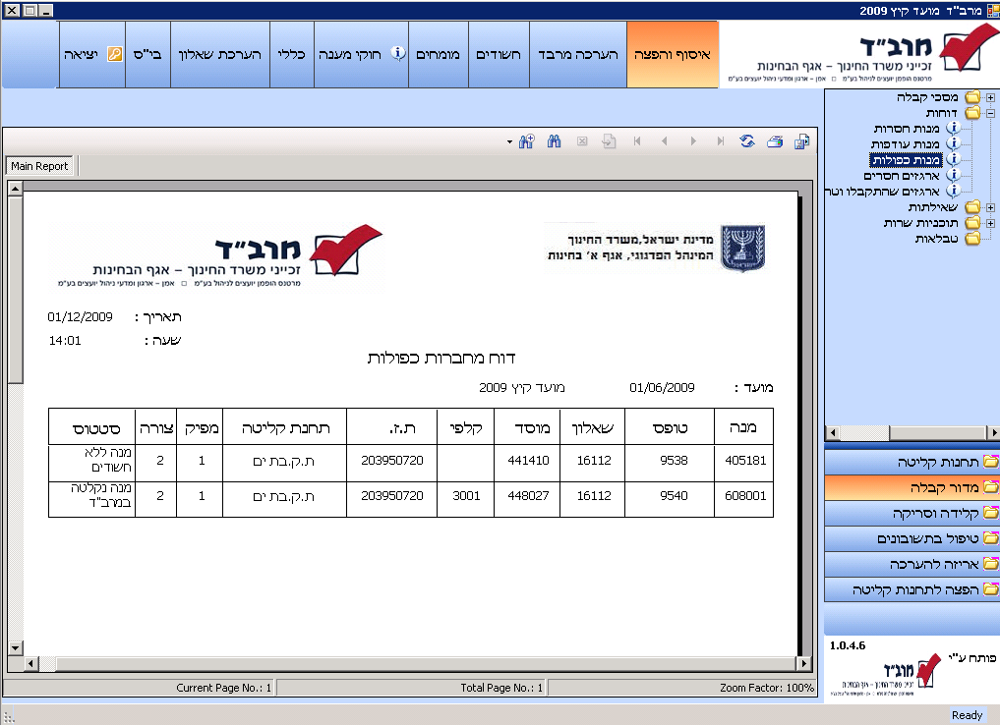 מרב"ד מועד קיץ 2009
איסוף והפצה
הערכה מרבד
חשודים
מומחים
חוקי מענה
כללי
הערכת שאלון
בי"ס
יציאה
מרב"ד
זכייני משרד החינוך - אגף הבחינות
מרטנס הופמן יועצים לניהול בע"מ □ אמן - ארגון ומדעי ניהול יועצים בע"מ
מסכי קבלה
דוחות
מנות חסרות
מנות עודפות
מנות כפולות
ארגזים חסרים
ארגזים שהתקבלו וטר
שאילתות
תוכניות שרות
טבלאות
Main Report
מדינת ישראל,משרד החינוך
המינהל הפדגוגי, אגף א' בחינות
מרב"ד
זכייני משרד החינוך - אגף הבחינות
מרטנס הופמן יועצים לניהול בע"מ □ אמן - ארגון ומדעי ניהול יועצים בע"מ
תאריך : 01/12/2009
שעה : 14:01
דוח מחברות כפולות
מועד : 01/06/2009 מועד קיץ 2009
מנה טופס שאלון מוסד קלפי ת.ז. תחנת קליטה מפיק צורה סטטוס
405181 9538 16112 441410 203950720 ת.ק.בת ים 1 2 מנה ללא
חשודים
608001 9540 16112 448027 3001 203950720 ת.ק.בת ים 1 2 מנה נקלטה
במרב"ד
תחנות קליטה
מדור קבלה
קלידה וסריקה
טיפול בתשובונים
אריזה להערכה
הפצה לתחנות קליטה
1.0.4.6
פותח ע"י
מרב"ד
זכייני משרד החינוך - אגף הבחינות
Current Page No.: 1
Total Page No.: 1
Zoom Factor: 100%
Ready